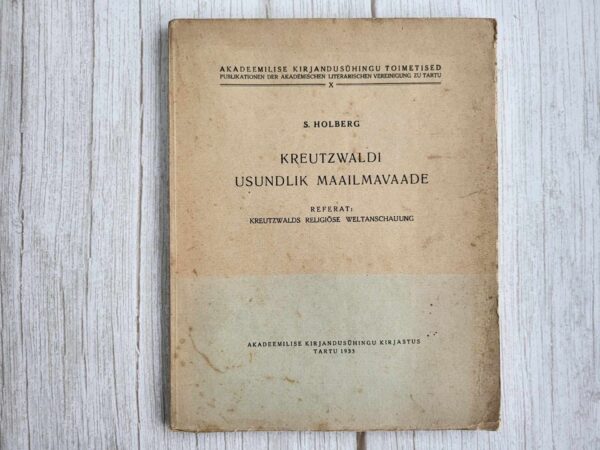 AKADEEMILISE KIRJANDUSÜHINGU TOIMETISED
PUBLIKATIONEN DER AKADEMISCHEN LITERARISCHEN VEREINIGUNG ZU TARTU
X
S. HOLBERG
KREUTZWALDI
USUNDLIK MAAILMAVAADE
REFERAT:
KREUTZWALDS RELIGIÖSE WELTANSCHAUUNG
AKADEEMILISE KIRJANDUSÜHINGU KIRJASTUS
TARTU 1933